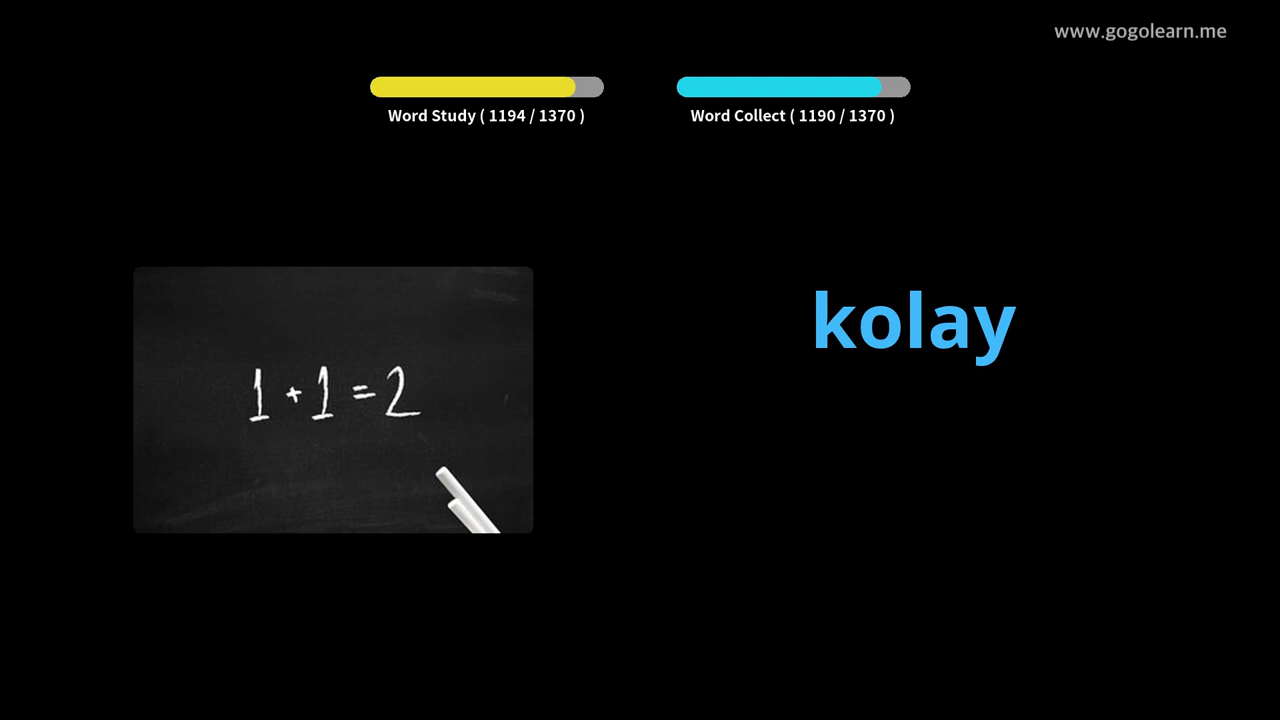 www.gogolearn.me
Word Study ( 1194 / 1370 )
Word Collect ( 1190 / 1370 )
kolay
1 + 1 = 2